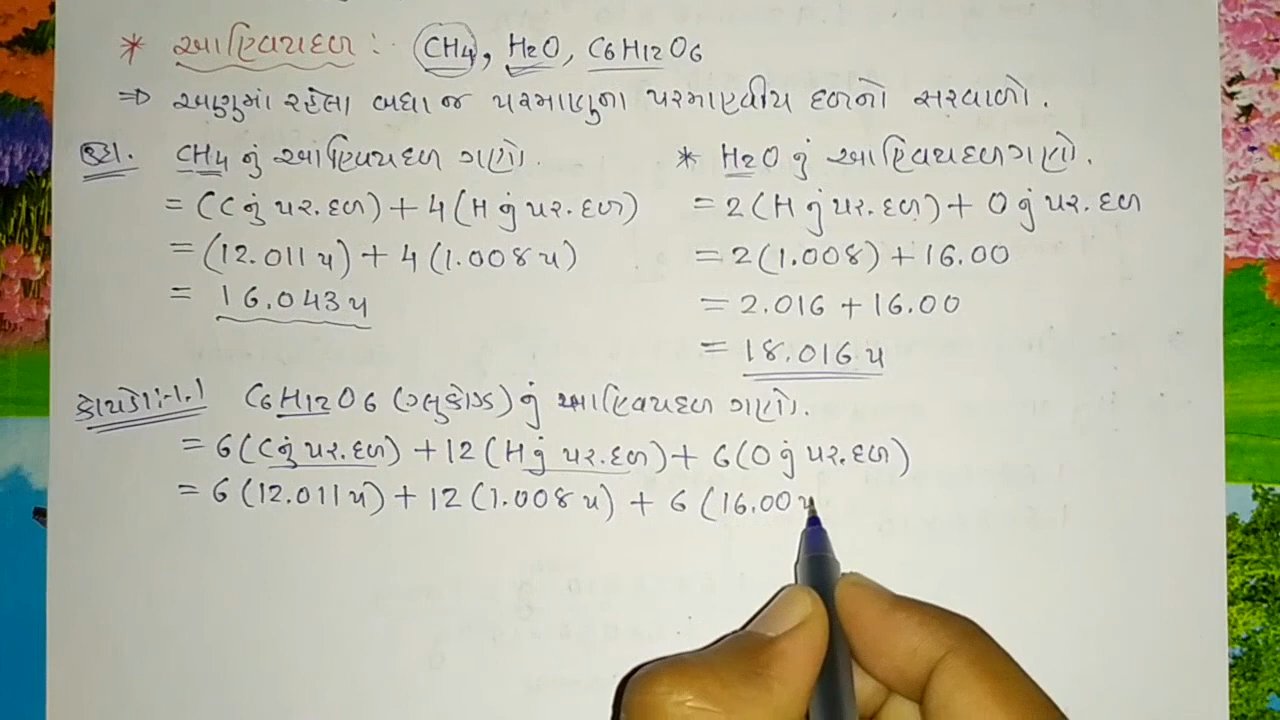 * આણ્વિયદળ : CH4, H2O, C6H12O6
⇒ અણુમાં રહેલા બધા જ પરમાણુના પરમાણ્વીય દળનો સરવાળો.
ઉદા. CH4 નું આણ્વિયદળ ગણો.
= (C નું પર. દળ) + 4 (H નું પર. દળ)
= (12.011 u) + 4 (1.008 u)
= 16.043 u
* H2O નું આણ્વિયદળ ગણો.
= 2 (H નું પર. દળ) + O નું પર. દળ
= 2 (1.008) + 16.00
= 2.016 + 16.00
= 18.016 u
કોયડો:-1.1 C6H12O6 (ગ્લુકોઝ) નું આણ્વિયદળ ગણો.
= 6 (C નું પર. દળ) + 12 (H નું પર. દળ) + 6 (O નું પર. દળ)
= 6 (12.011 u) + 12 (1.008 u) + 6 (16.00 u